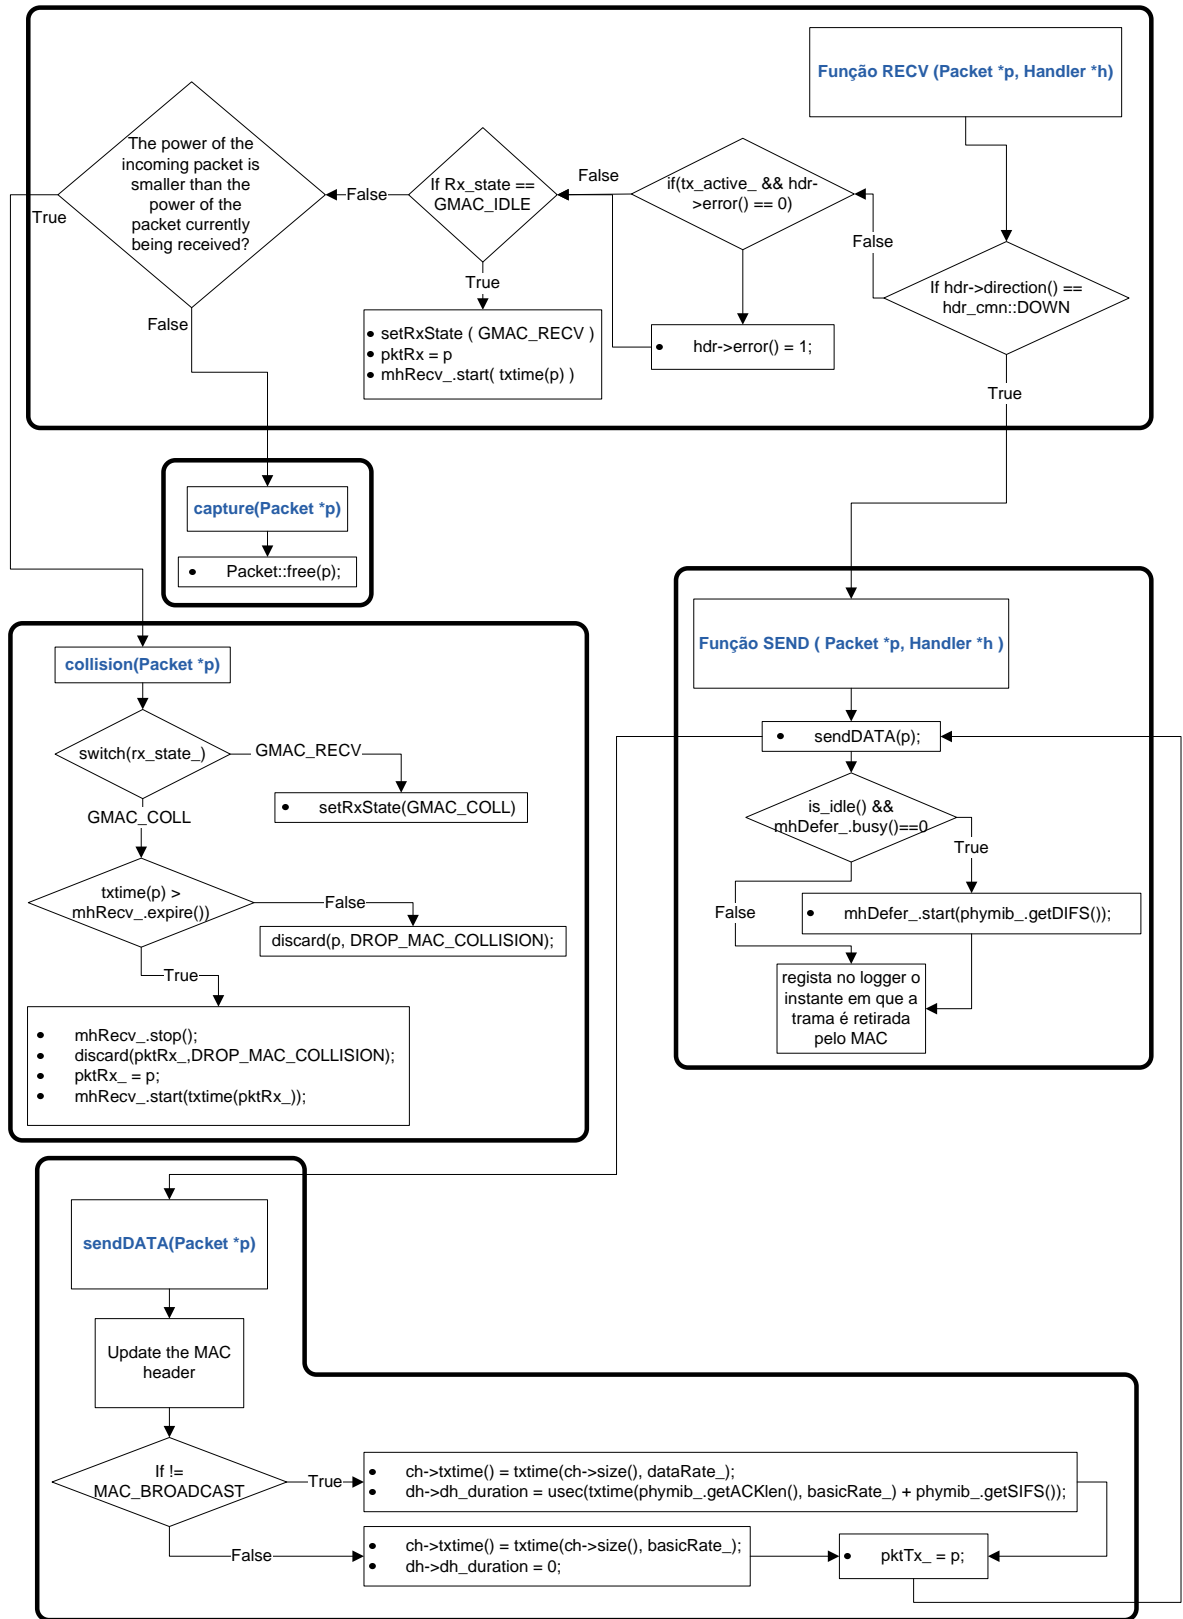 Função RECV (Packet *p, Handler *h)
The power of the
incoming packet is
smaller than the
power of the
packet currently
being received?
True
False
False
If Rx_state ==
GMAC_IDLE
True
False
if(tx_active_ && hdr-
>error() == 0)
False
If hdr->direction() ==
hdr_cmn::DOWN
True
• setRxState ( GMAC_RECV )
• pktRx = p
• mhRecv_.start( txtime(p) )
• hdr->error() = 1;
capture(Packet *p)
• Packet::free(p);
collision(Packet *p)
switch(rx_state_)
GMAC_RECV
• setRxState(GMAC_COLL)
GMAC_COLL
txtime(p) >
mhRecv_.expire())
False
discard(p, DROP_MAC_COLLISION);
True
• mhRecv_.stop();
• discard(pktRx_,DROP_MAC_COLLISION);
• pktRx_ = p;
• mhRecv_.start(txtime(pktRx_));
Função SEND ( Packet *p, Handler *h )
• sendDATA(p);
is_idle() &&
mhDefer_.busy()==0
True
False
• mhDefer_.start(phymib_.getDIFS());
regista no logger o
instante em que a
trama é retirada
pelo MAC
sendDATA(Packet *p)
Update the MAC
header
If !=
MAC_BROADCAST
True
• ch->txtime() = txtime(ch->size(), dataRate_);
• dh->dh_duration = usec(txtime(phymib_.getACKlen(), basicRate_) + phymib_.getSIFS());
False
• ch->txtime() = txtime(ch->size(), basicRate_);
• dh->dh_duration = 0;
• pktTx_ = p;